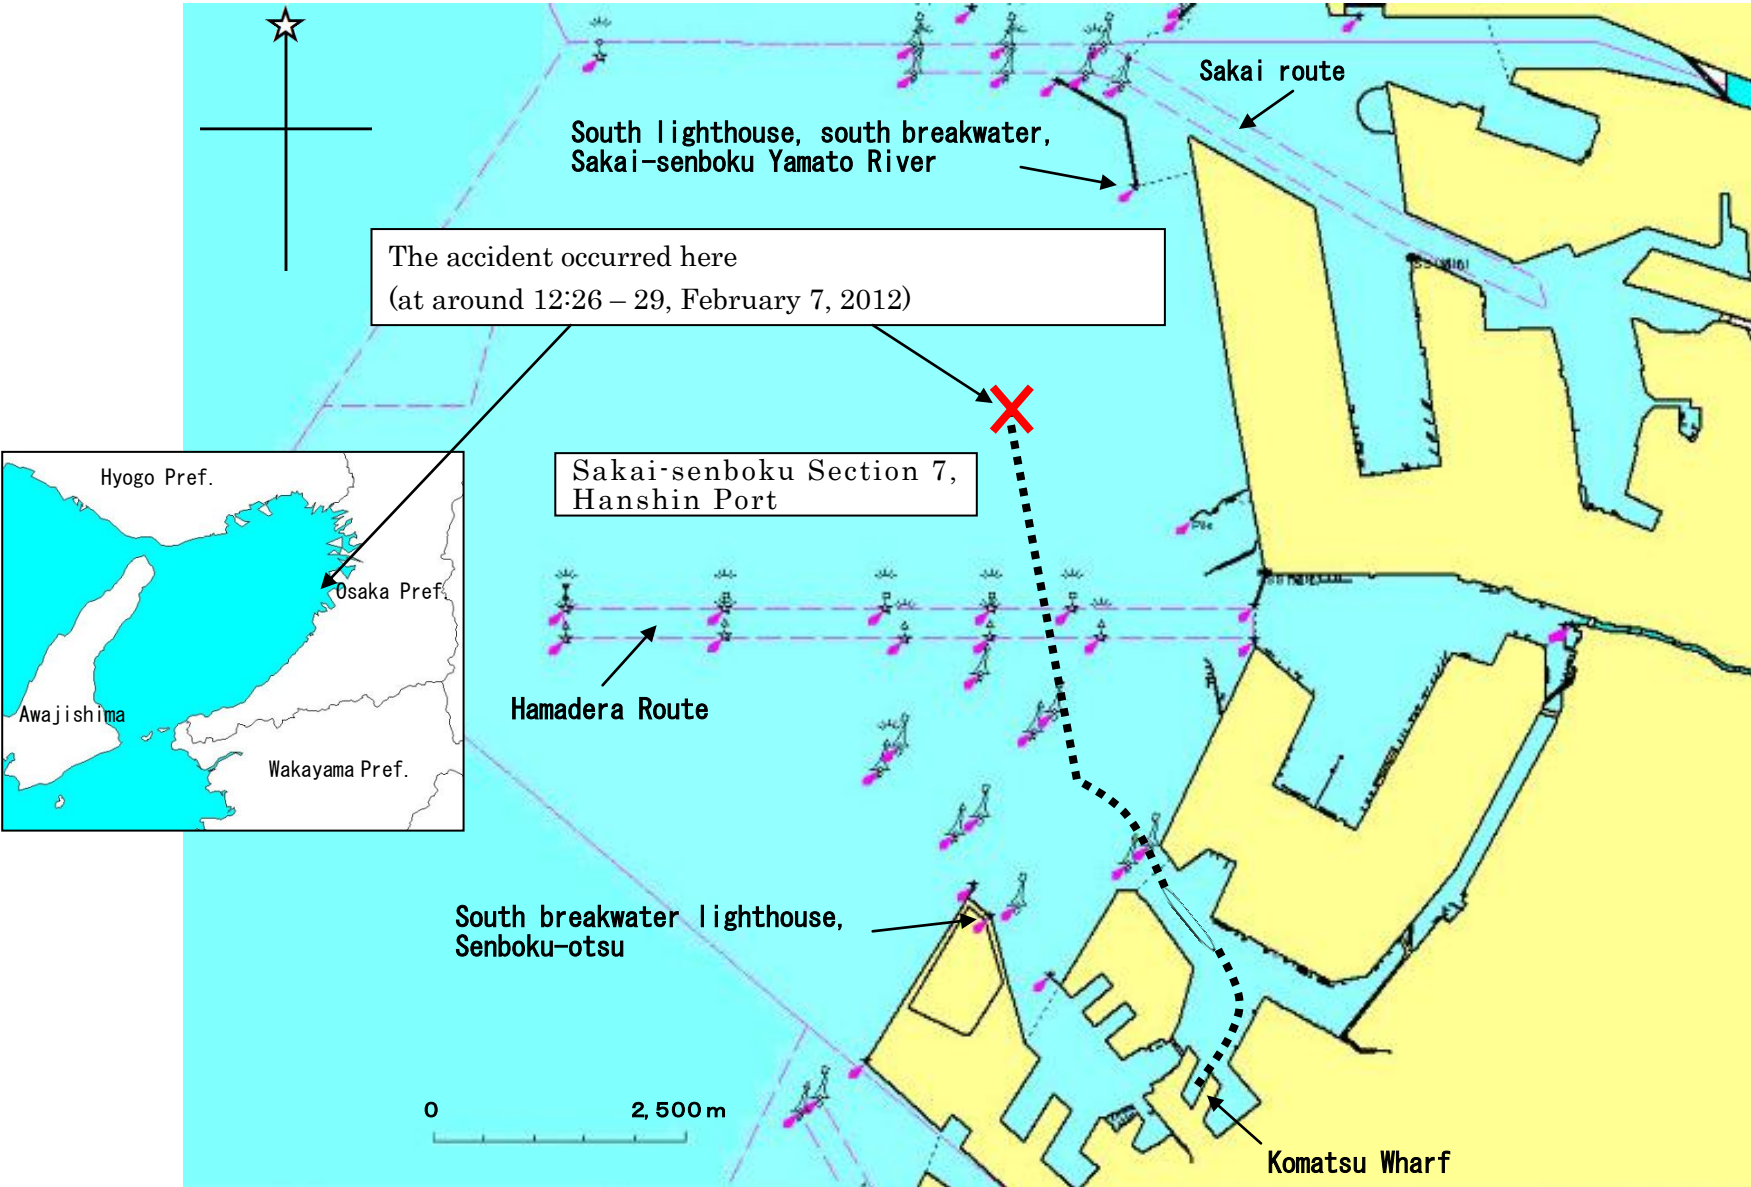 Sakai route
South lighthouse, south breakwater,
Sakai-senboku Yamato River
The accident occurred here
(at around 12:26 – 29, February 7, 2012)
Sakai-senboku Section 7,
Hanshin Port
Hyogo Pref.
Osaka Pref.
Awajishima
Wakayama Pref.
Pile
Hamadera Route
South breakwater lighthouse,
Senboku-otsu
0
2,500m
Komatsu Wharf